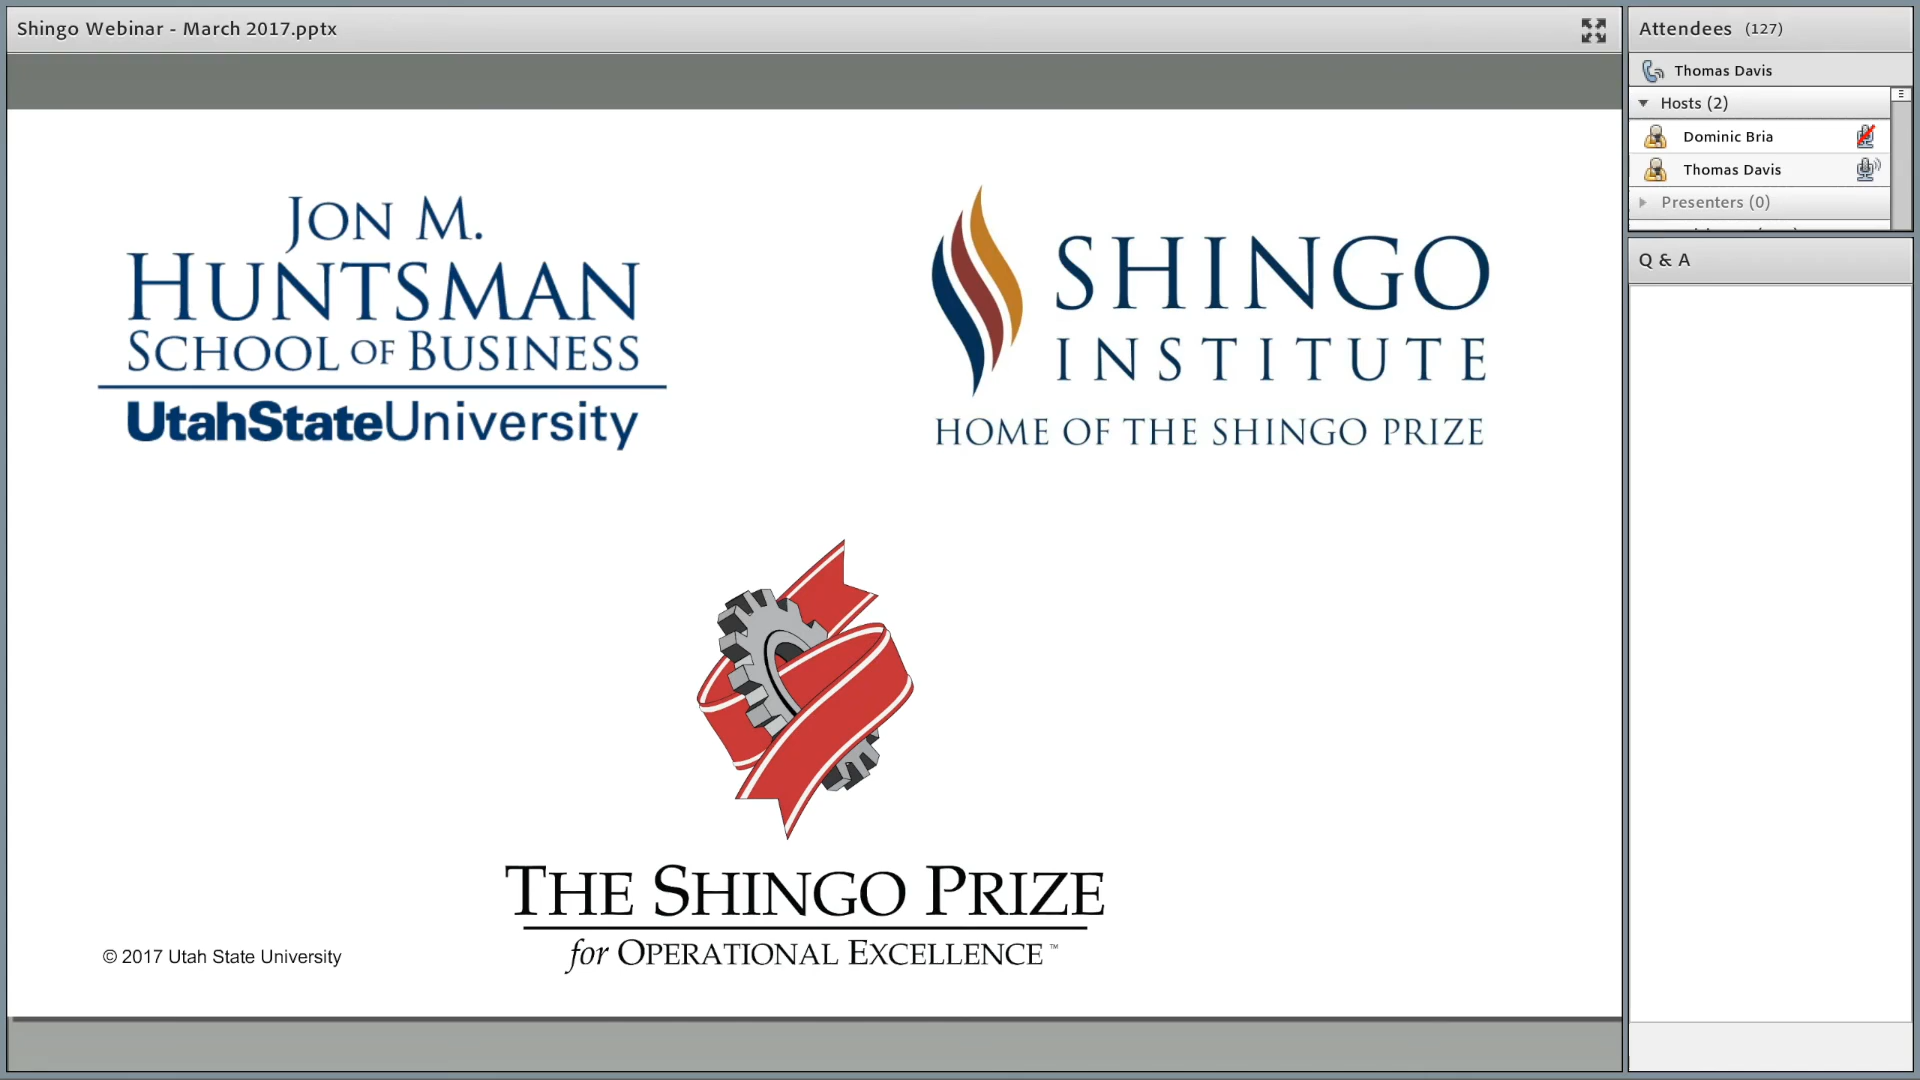 Shingo Webinar - March 2017.pptx
JON M.
HUNTSMAN
SCHOOL OF BUSINESS
UtahStateUniversity
SHINGO
INSTITUTE
HOME OF THE SHINGO PRIZE
THE SHINGO PRIZE
for OPERATIONAL EXCELLENCE™
© 2017 Utah State University
Attendees (127)
Thomas Davis
Hosts (2)
Dominic Bria
Thomas Davis
Presenters (0)
Q & A